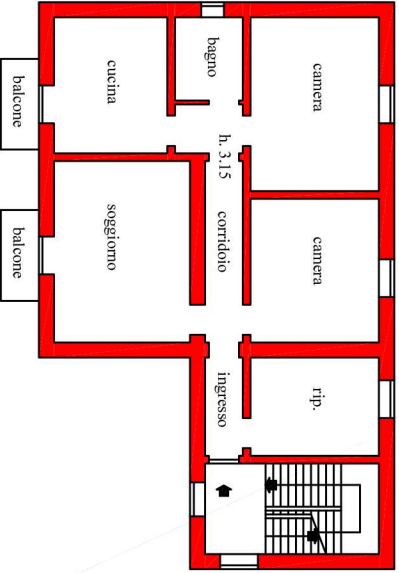 bagno
cucina
camera
balcone
h. 3.15
corridoio
soggiorno
camera
balcone
ingresso
rip.